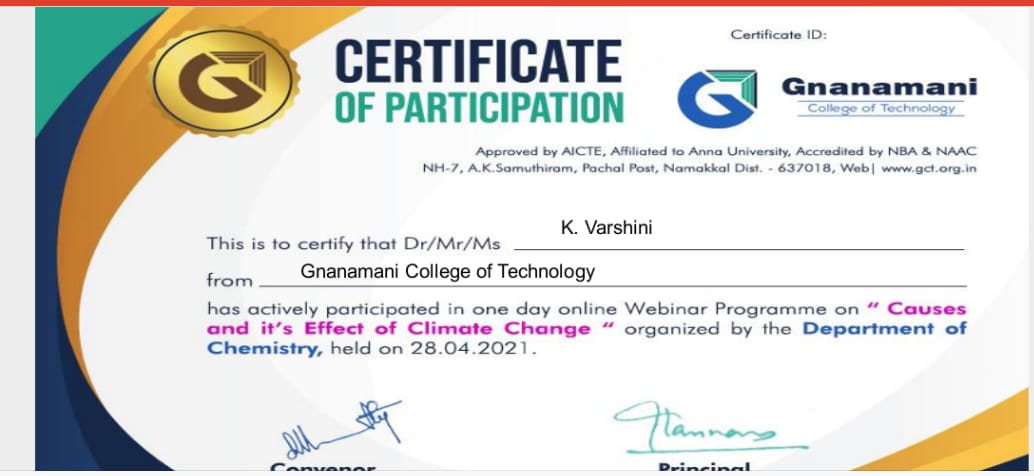 CERTIFICATE
OF PARTICIPATION
Certificate ID:
Gnanamani
College of Technology
Approved by AICTE, Affiliated to Anna University, Accredited by NBA & NAAC
NH-7, A.K.Samuthiram, Pachal Post, Namakkal Dist. - 637018, Web| www.gct.org.in
This is to certify that Dr/Mr/Ms K. Varshini
from Gnanamani College of Technology
has actively participated in one day online Webinar Programme on “ Causes
and it's Effect of Climate Change “ organized by the Department of
Chemistry, held on 28.04.2021.
Convenor Principal